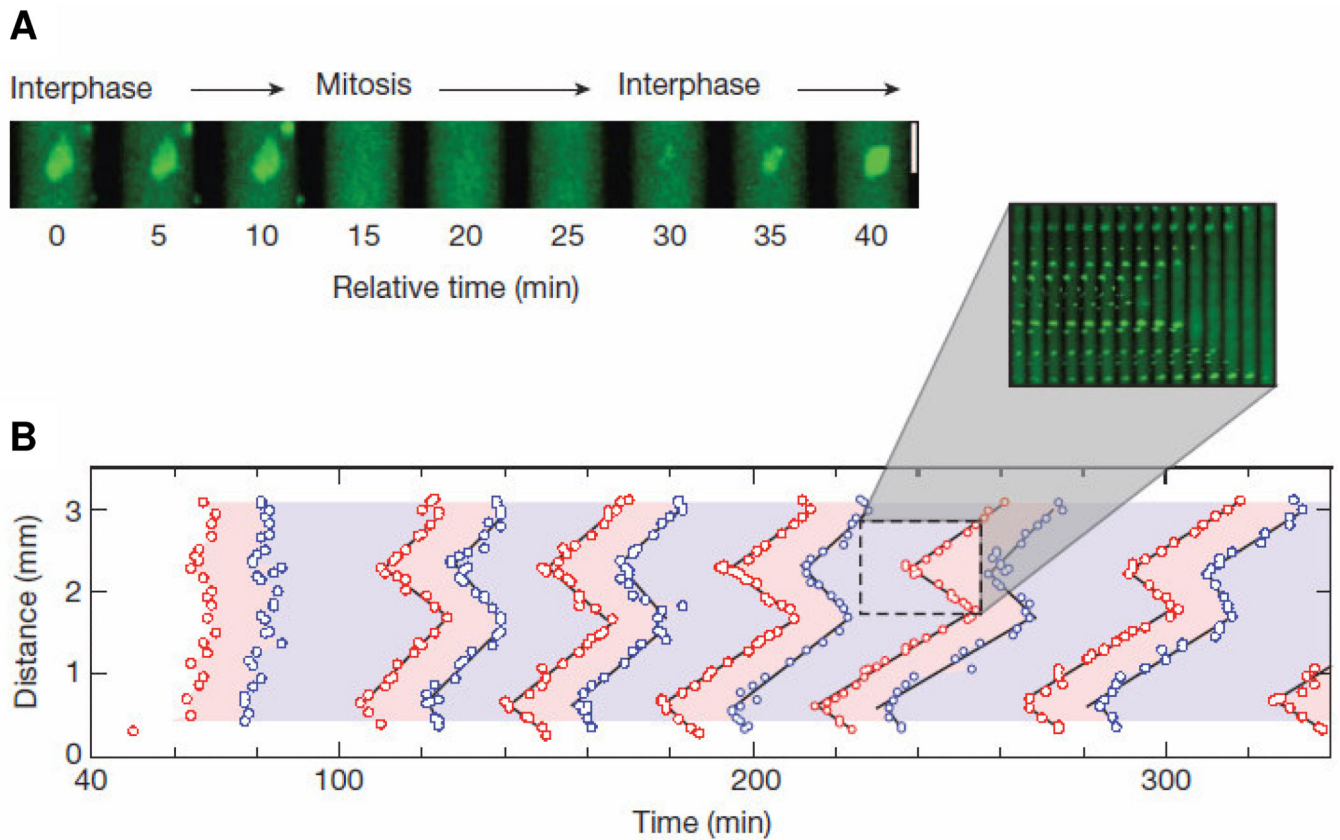 A
Interphase Mitosis Interphase
0 5 10 15 20 25 30 35 40
Relative time (min)
B
Distance (mm)
3
2
1
0
40 100 200 300
Time (min)